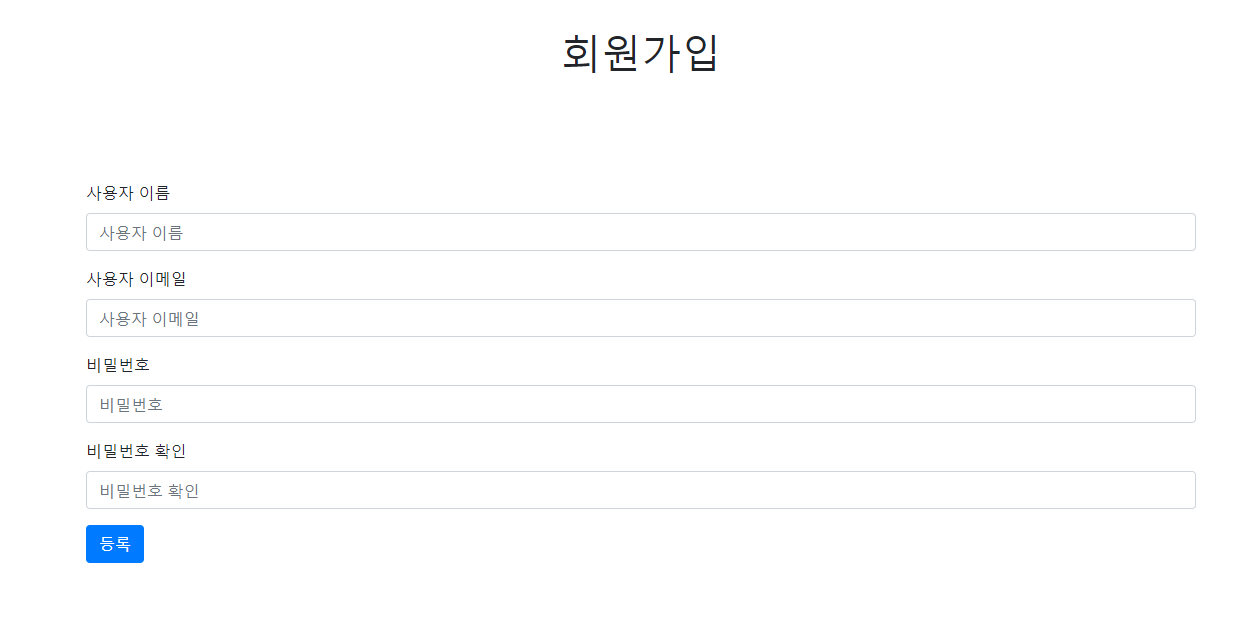 회원가입
사용자 이름
사용자 이름
사용자 이메일
사용자 이메일
비밀번호
비밀번호
비밀번호 확인
비밀번호 확인
등록